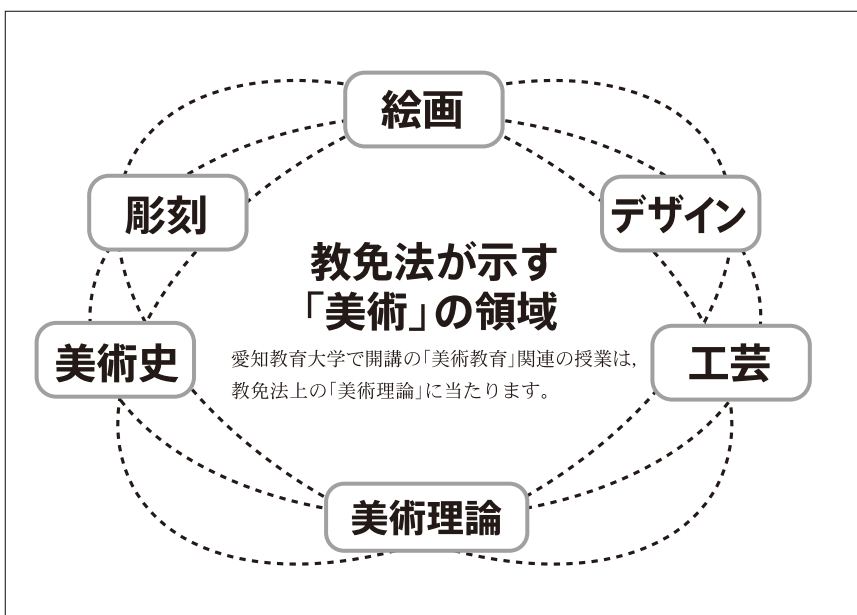 絵画
彫刻
デザイン
教免法が示す
「美術」の領域
美術史
愛知教育大学で開講の「美術教育」関連の授業は,
教免法上の「美術理論」に当たります。
工芸
美術理論